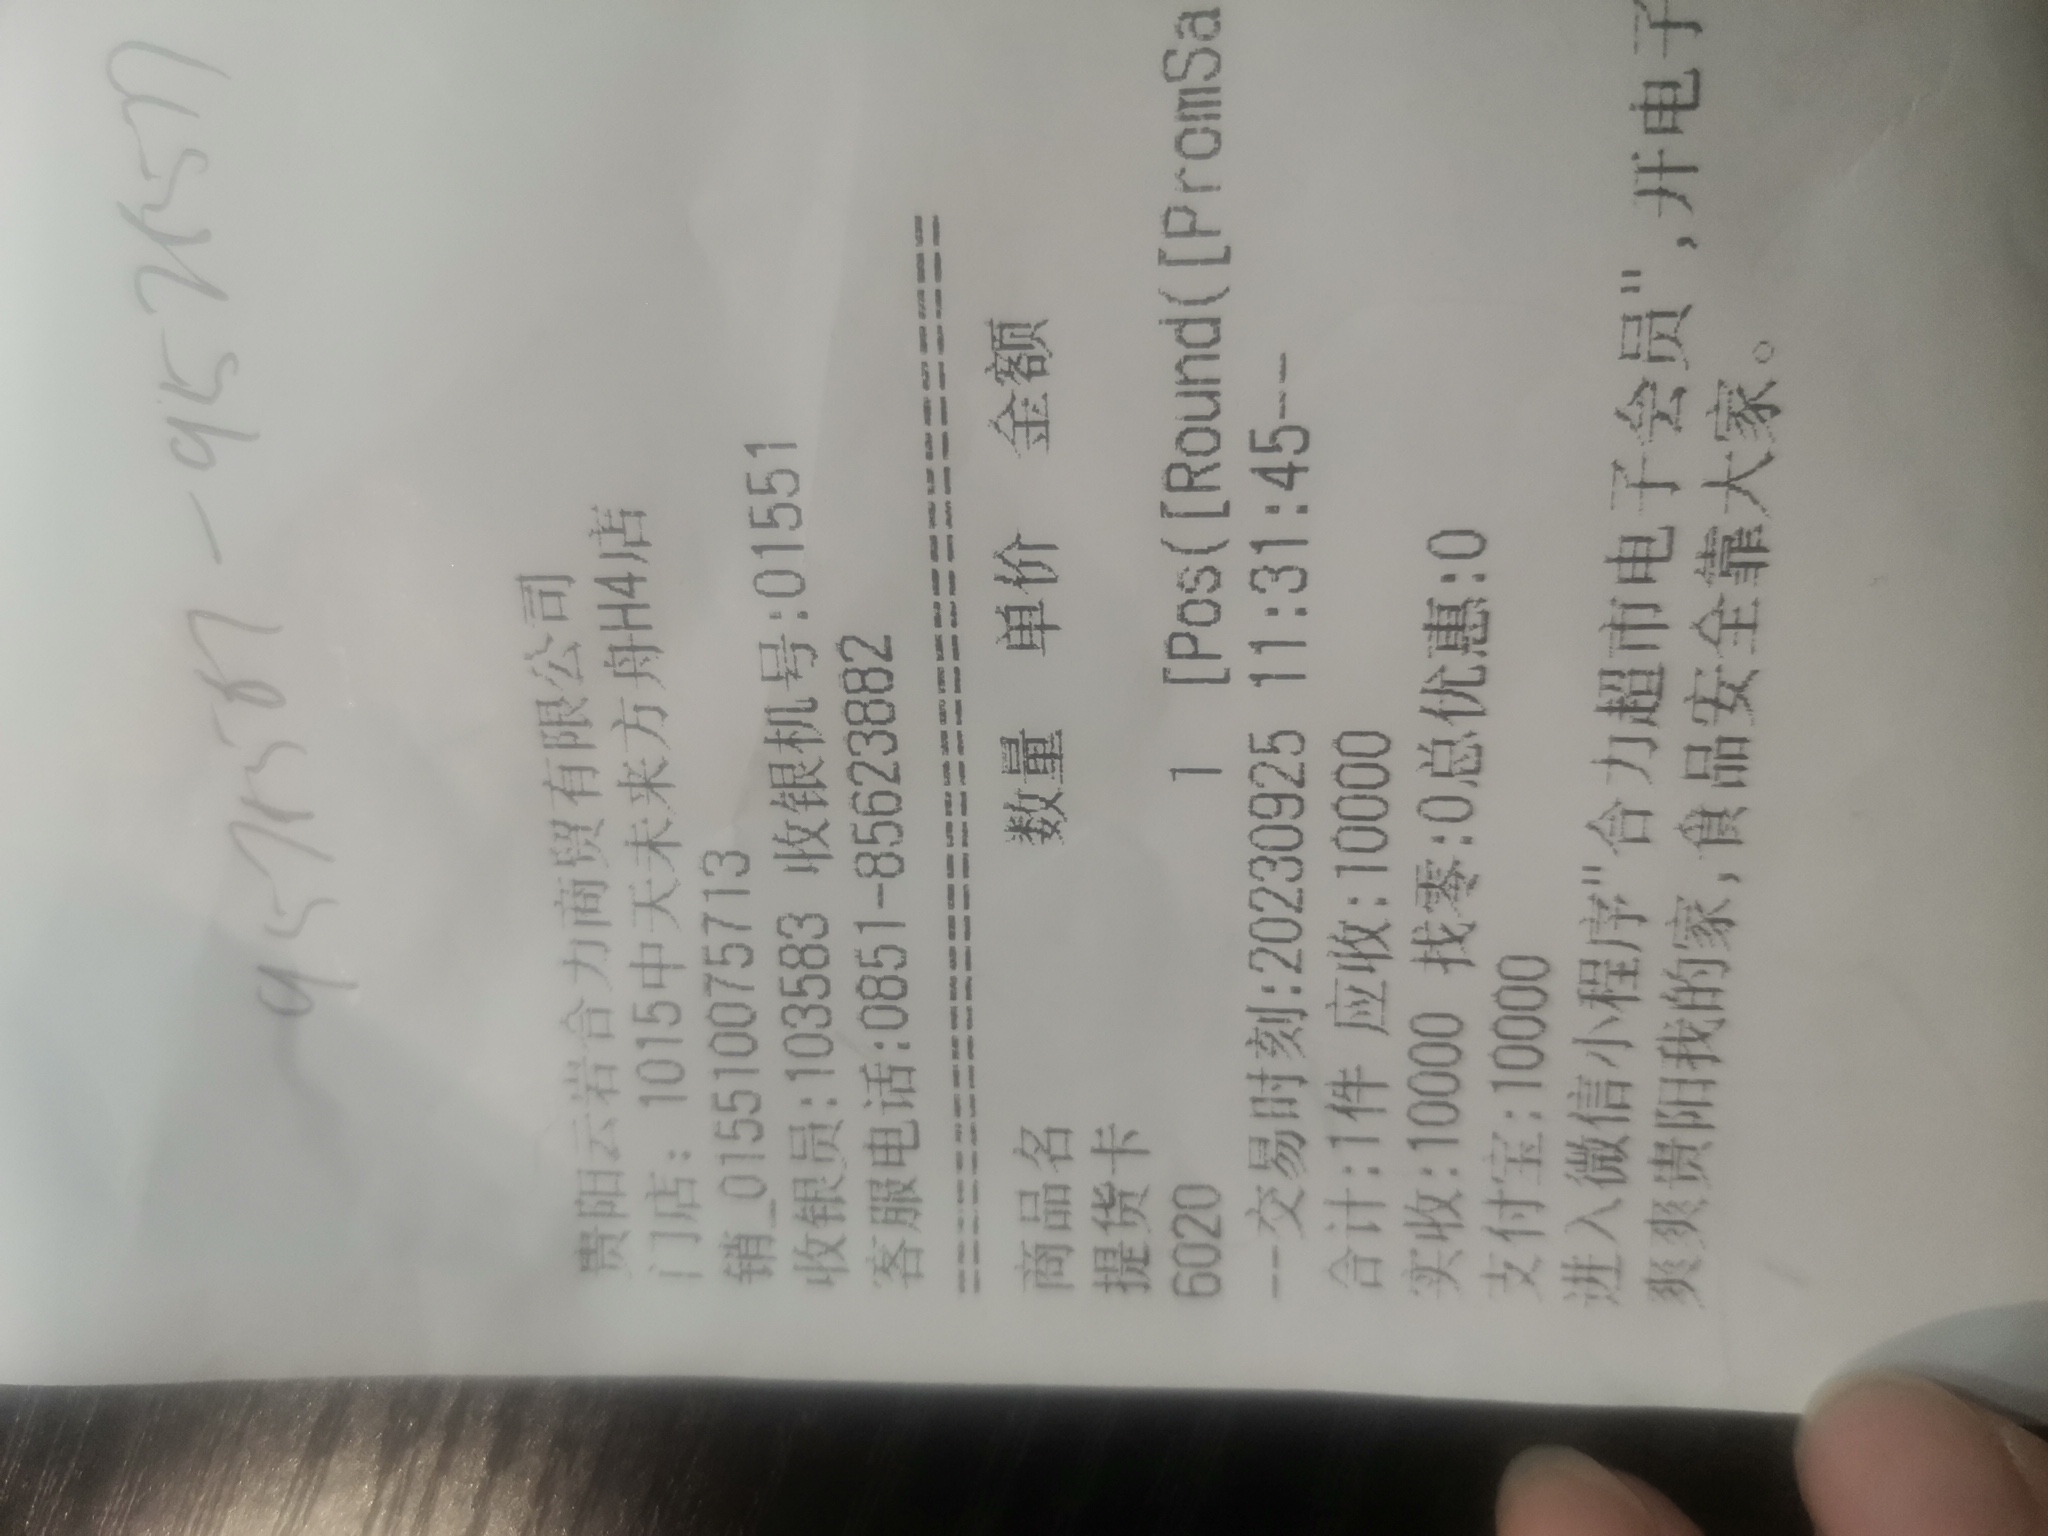 贵阳云岩合力商贸有限公司
门店: 1015中天未来方舟H4店
销_015510075713
收银员:103583 收银机号:01551
客服电话:0851-85623882
========================================
商品名 数量 单价 金额
提货卡
6020 1 [Pos([Round([PromSa
---交易时刻:20230925 11:31:45--
合计:1件 应收:10000
实收:10000 找零:0总优惠:0
支付宝:10000
进入微信小程序"合力超市电子会员",开电子
爽爽贵阳我的家,食品安全靠大家。